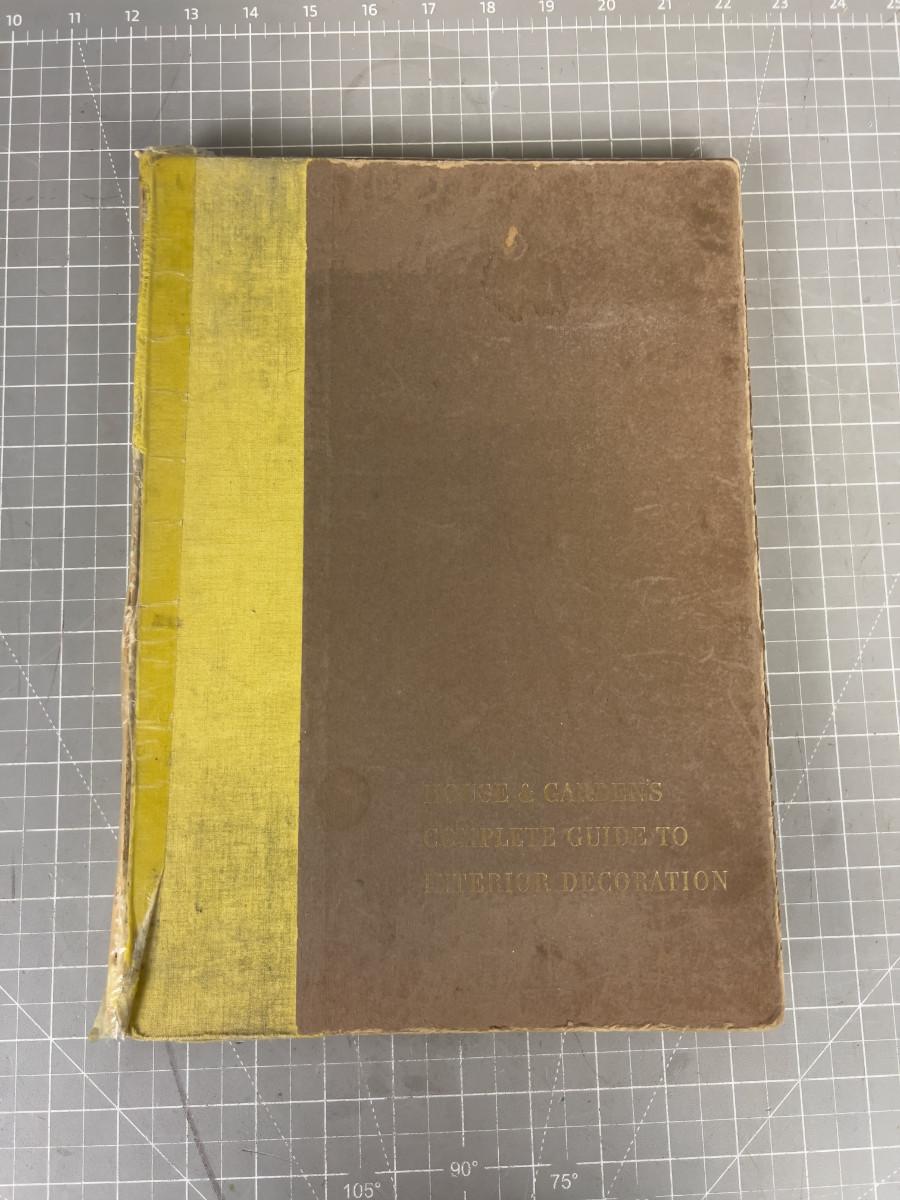 10 11 12 13 14 15 16 17 18 19 20 21 22 23 24 25
HOUSE & GARDEN'S
COMPLETE GUIDE TO
INTERIOR DECORATION
105° 90° 75°